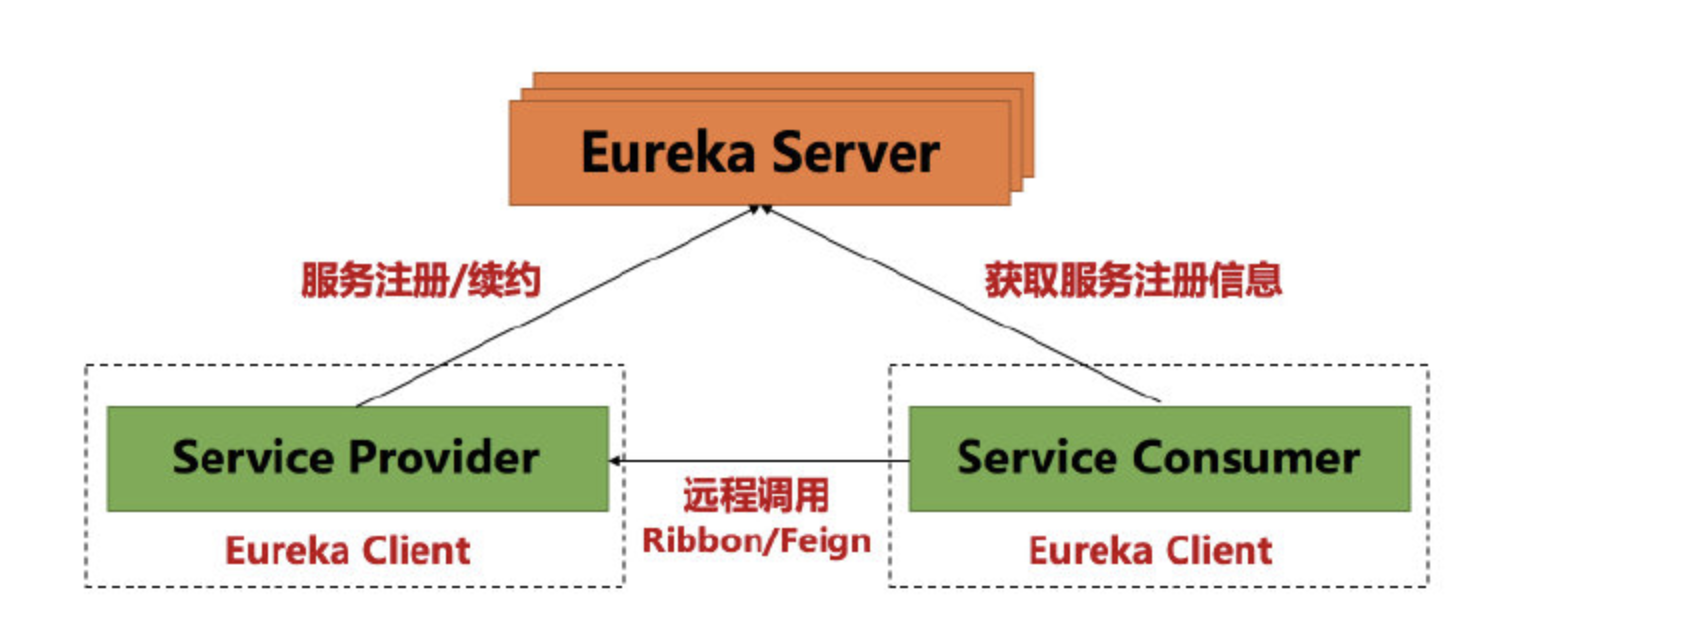 Eureka Server
服务注册/续约
获取服务注册信息
Service Provider
Service Consumer
远程调用
Ribbon/Feign
Eureka Client
Eureka Client